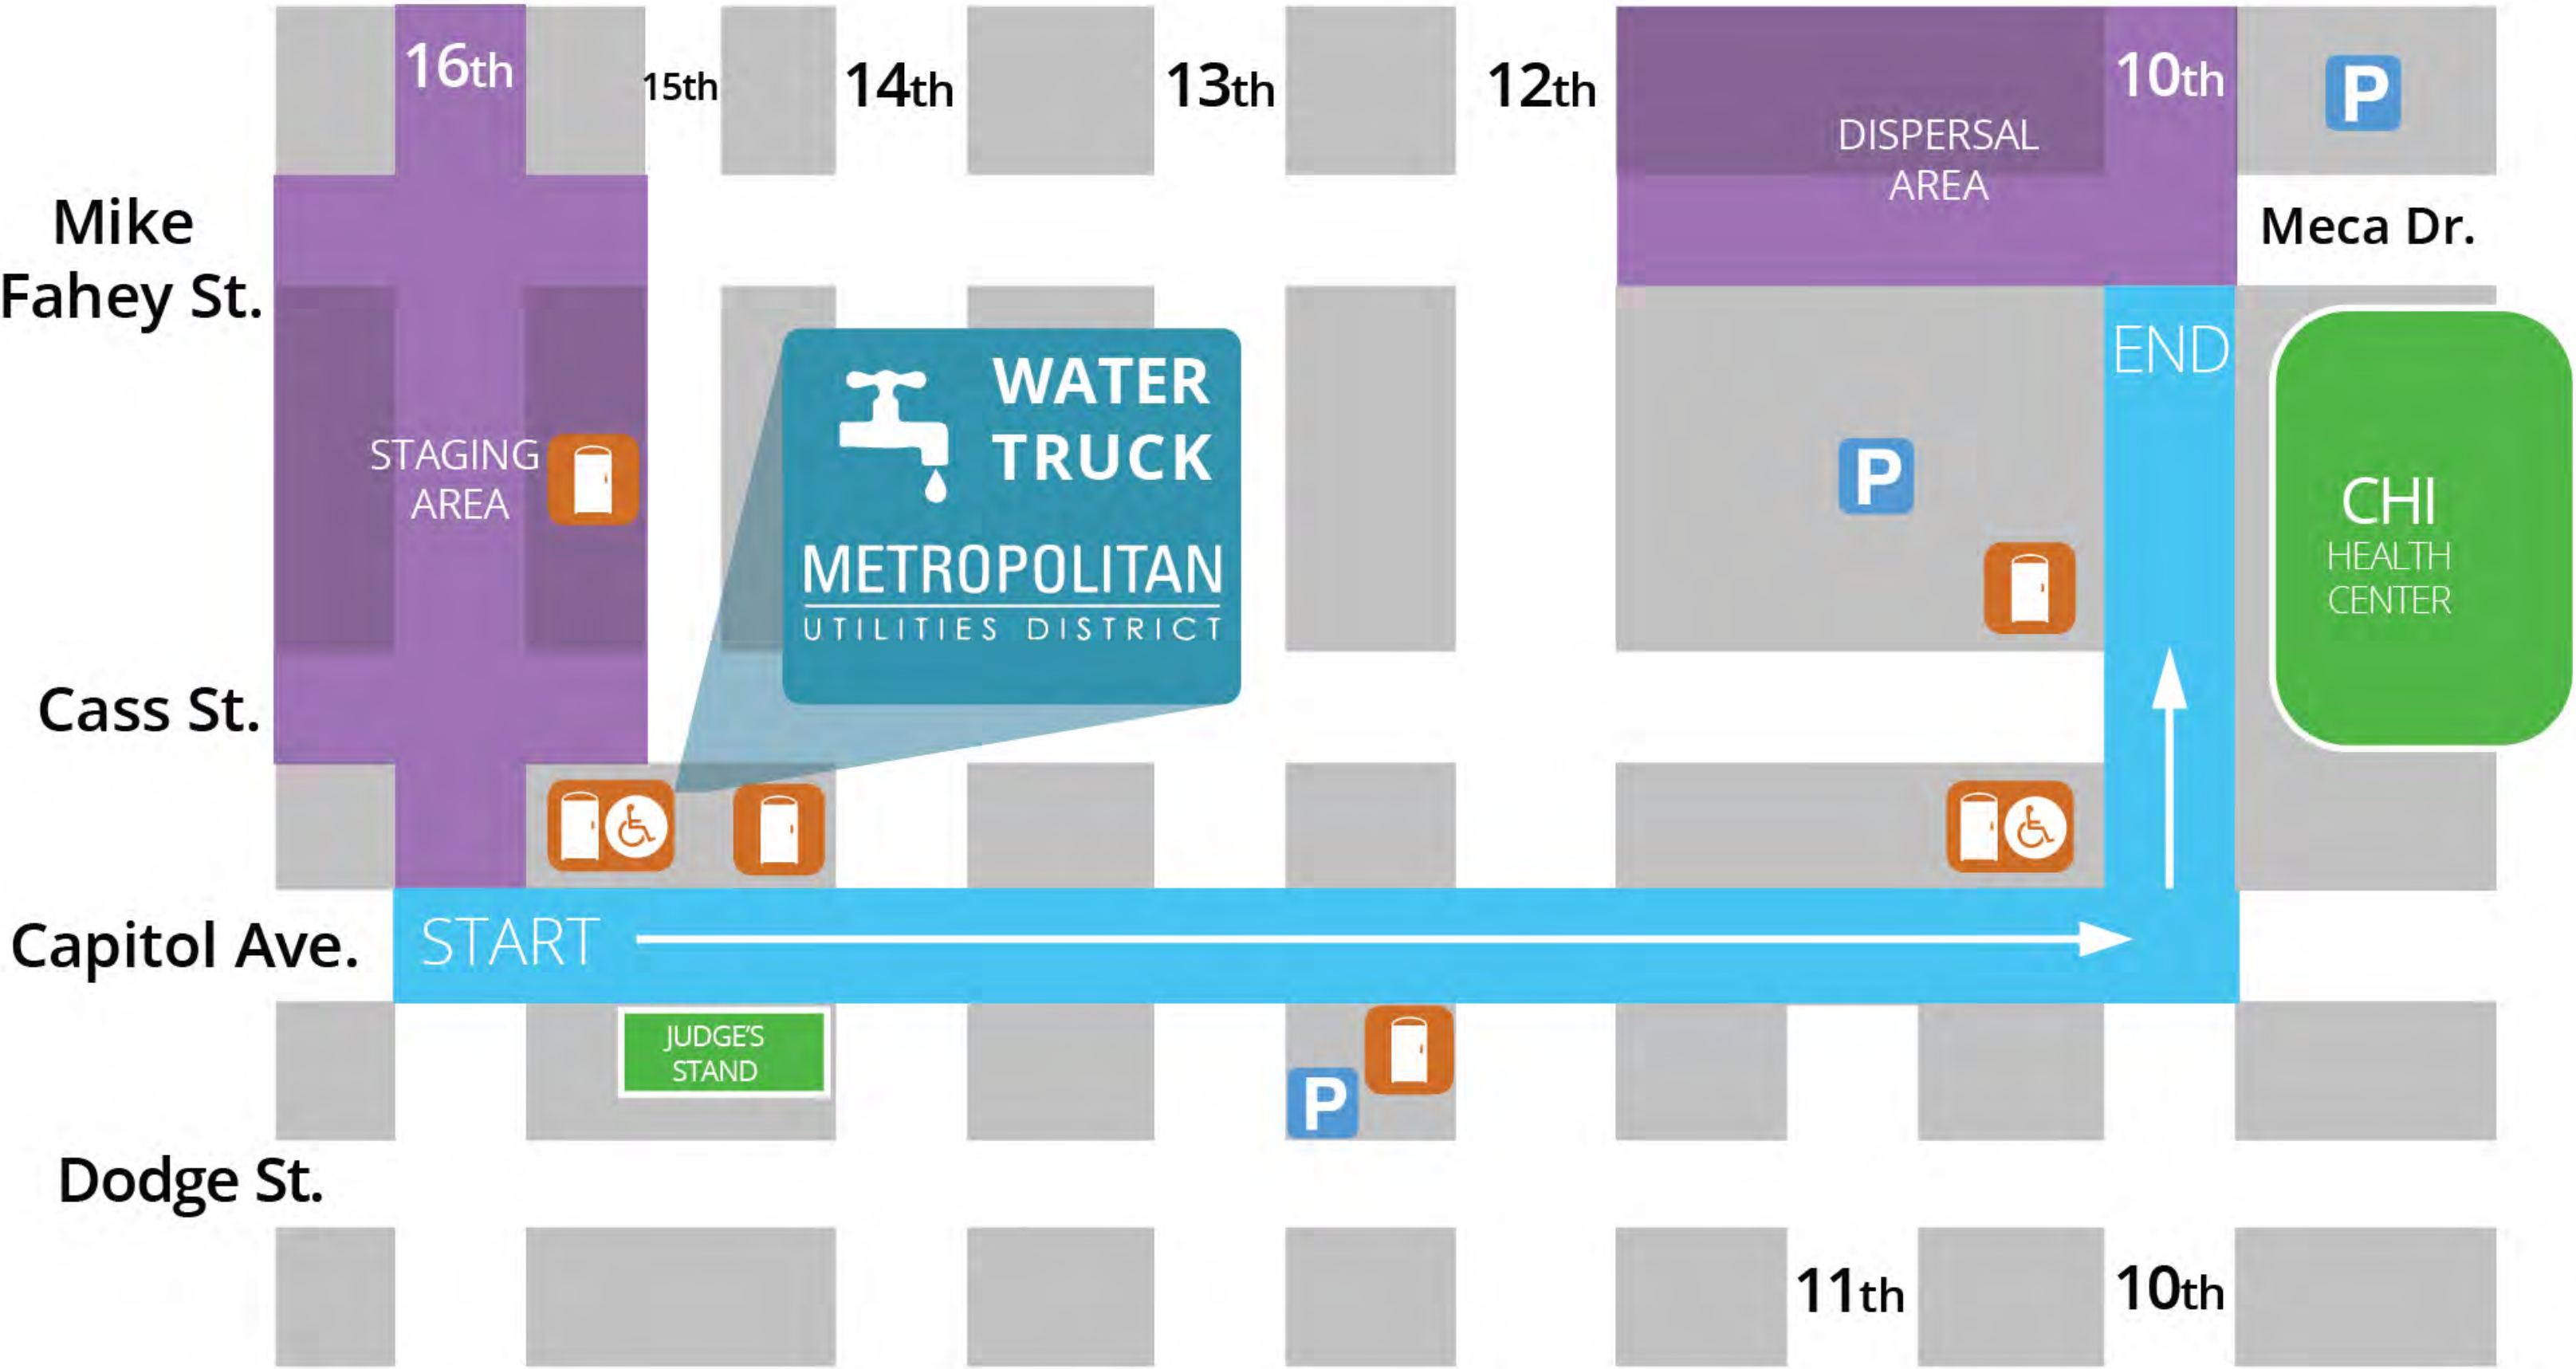 16th
15th
14th
13th
12th
10th
P
DISPERSAL
AREA
Mike
Fahey St.
Meca Dr.
WATER
TRUCK
METROPOLITAN
UTILITIES DISTRICT
END
STAGING
AREA
P
CHI
HEALTH
CENTER
Cass St.
Capitol Ave.
START
JUDGE'S
STAND
P
Dodge St.
11th
10th